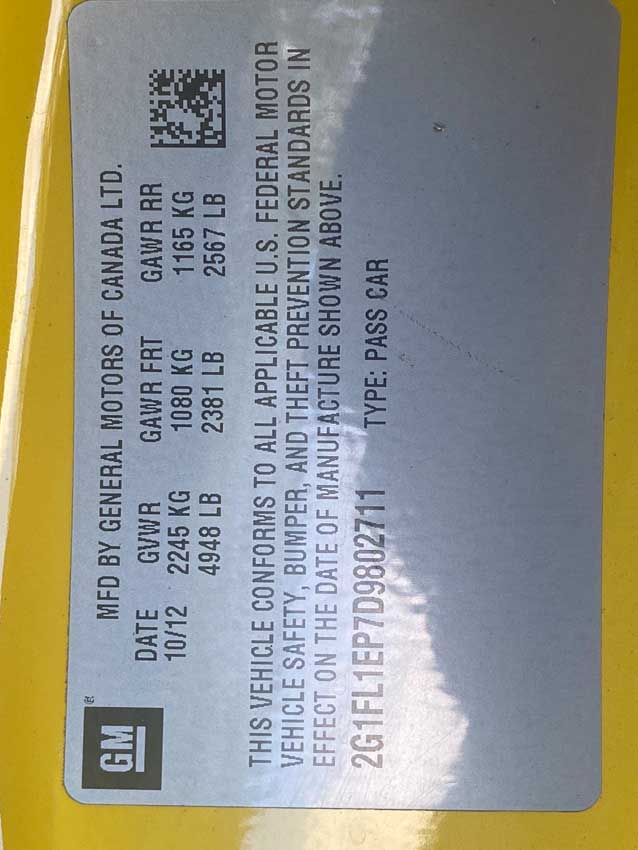 GM
MFD BY GENERAL MOTORS OF CANADA LTD.
DATE GVWR GAWR FRT GAWR RR
10/12 2245 KG 1080 KG 1165 KG
4948 LB 2381 LB 2567 LB
THIS VEHICLE CONFORMS TO ALL APPLICABLE U.S. FEDERAL MOTOR
VEHICLE SAFETY, BUMPER, AND THEFT PREVENTION STANDARDS IN
EFFECT ON THE DATE OF MANUFACTURE SHOWN ABOVE.
2G1FL1EP7D9802711 TYPE: PASS CAR